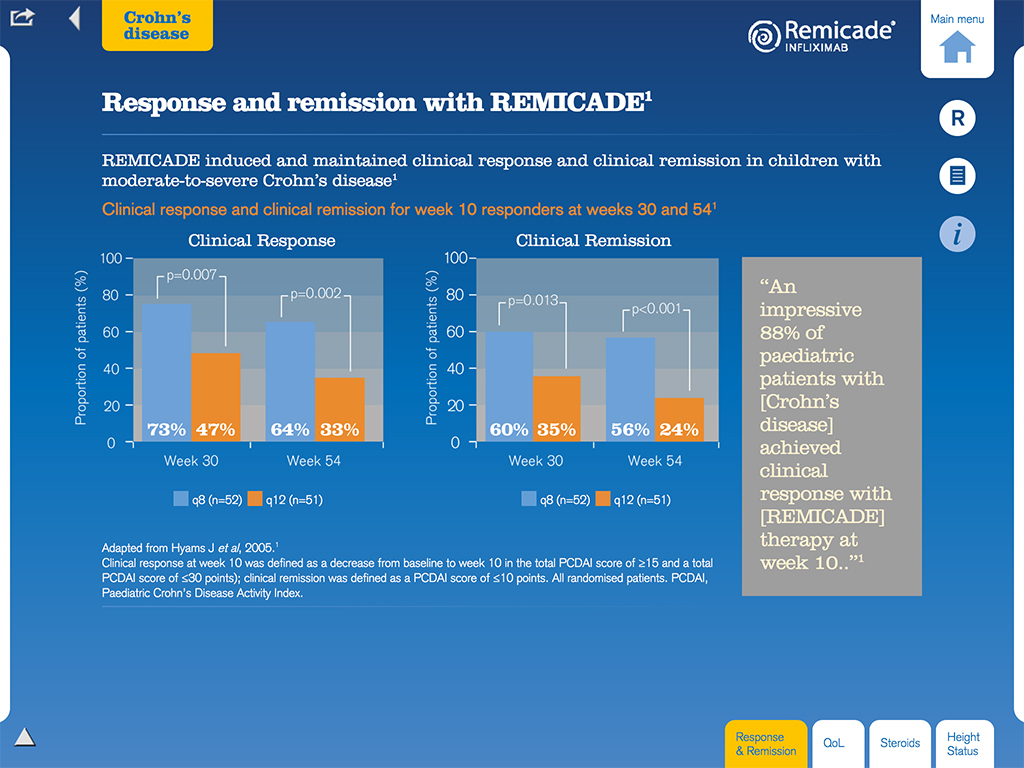 Crohn's
disease
Remicade®
INFLIXIMAB
Main menu
Response and remission with REMICADE¹
R
REMICADE induced and maintained clinical response and clinical remission in children with
moderate-to-severe Crohn's disease¹
i
Clinical response and clinical remission for week 10 responders at weeks 30 and 54¹
Clinical Response
Proportion of patients (%)
100
80
60
40
20
0
p=0.007
p=0.002
73% 47% 64% 33%
Week 30 Week 54
q8 (n=52) q12 (n=51)
Clinical Remission
Proportion of patients (%)
100
80
60
40
20
0
p=0.013
p<0.001
60% 35% 56% 24%
Week 30 Week 54
q8 (n=52) q12 (n=51)
"An
impressive
88% of
paediatric
patients with
[Crohn's
disease]
achieved
clinical
response with
[REMICADE]
therapy at
week 10.."¹
Adapted from Hyams J et al, 2005.¹
Clinical response at week 10 was defined as a decrease from baseline to week 10 in the total PCDAI score of ≥15 and a total
PCDAI score of ≤30 points); clinical remission was defined as a PCDAI score of ≤10 points. All randomised patients. PCDAI,
Paediatric Crohn's Disease Activity Index.
Response
& Remission
QoL
Steroids
Height
Status